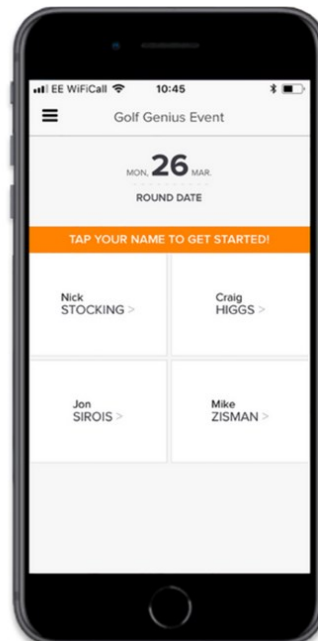 EE WiFiCall 10:45
Golf Genius Event
MON, 26 MAR.
ROUND DATE
TAP YOUR NAME TO GET STARTED!
Nick
STOCKING >
Craig
HIGGS >
Jon
SIROIS >
Mike
ZISMAN >